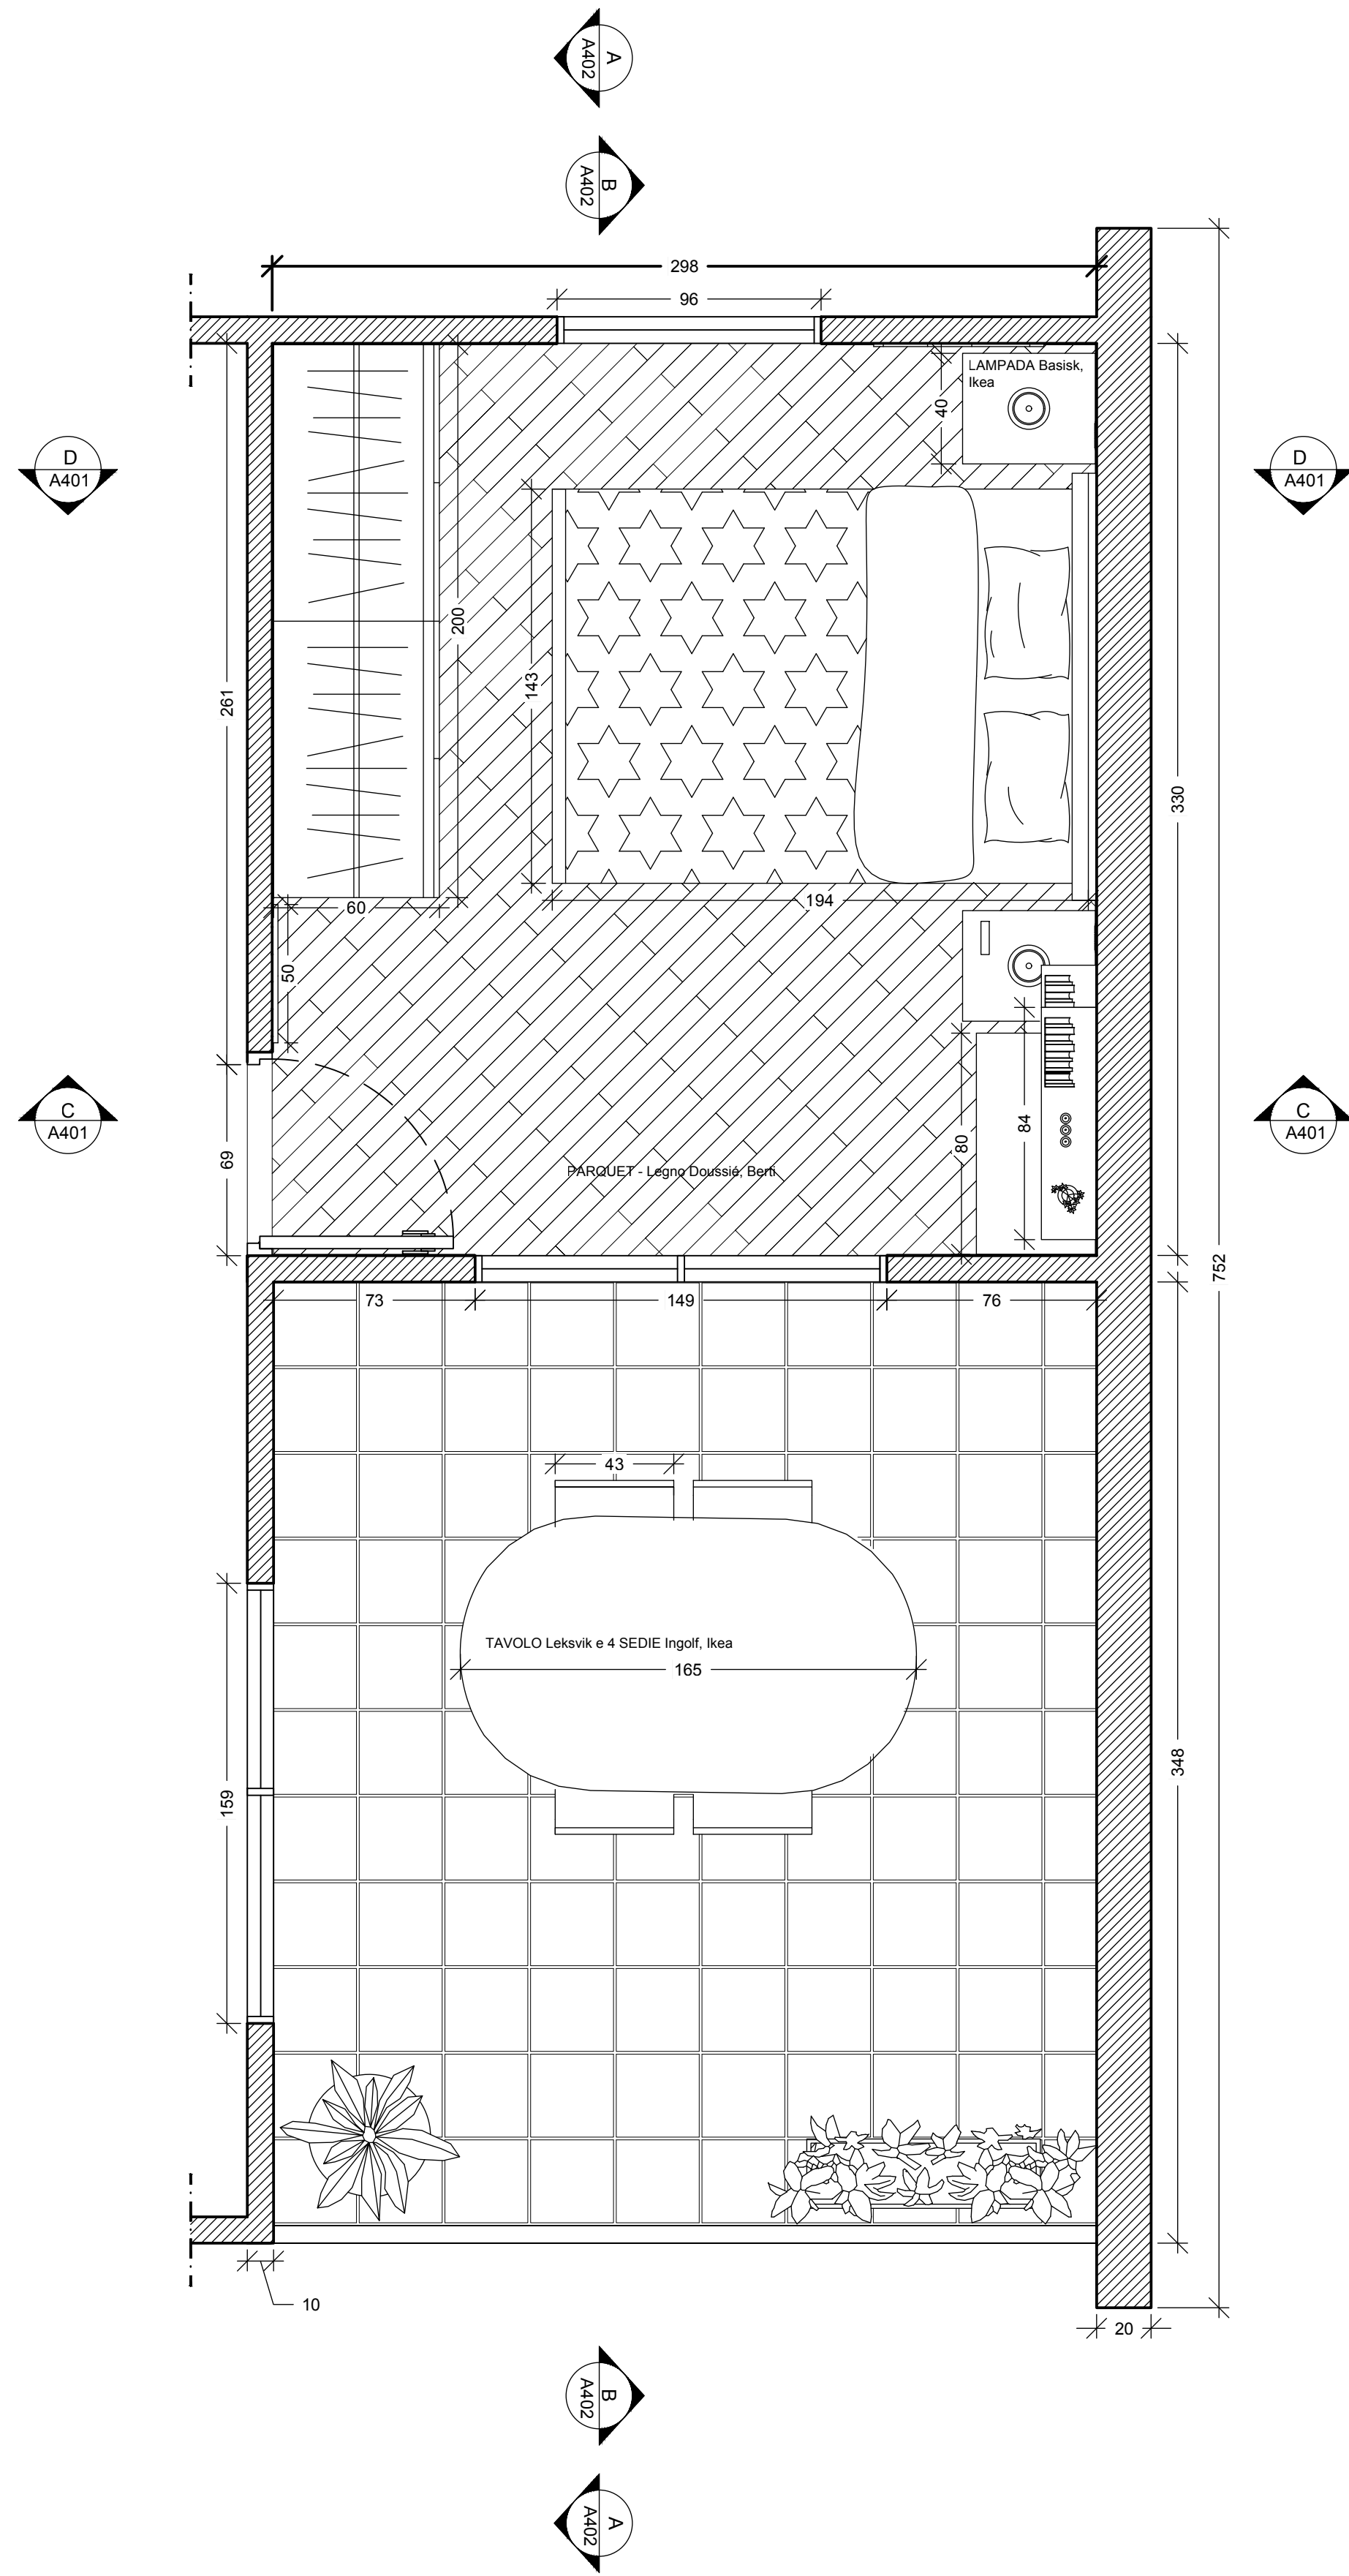 A
A402
B
A402
298
96
LAMPADA Basisk,
Ikea
40
D
A401
D
A401
200
143
261
330
60
194
50
84
80
C
A401
C
A401
69
PARQUET - Legno Doussié, Berti
752
73
149
76
43
TAVOLO Leksvik e 4 SEDIE Ingolf, Ikea
165
348
159
10
20
B
A402
A
A402